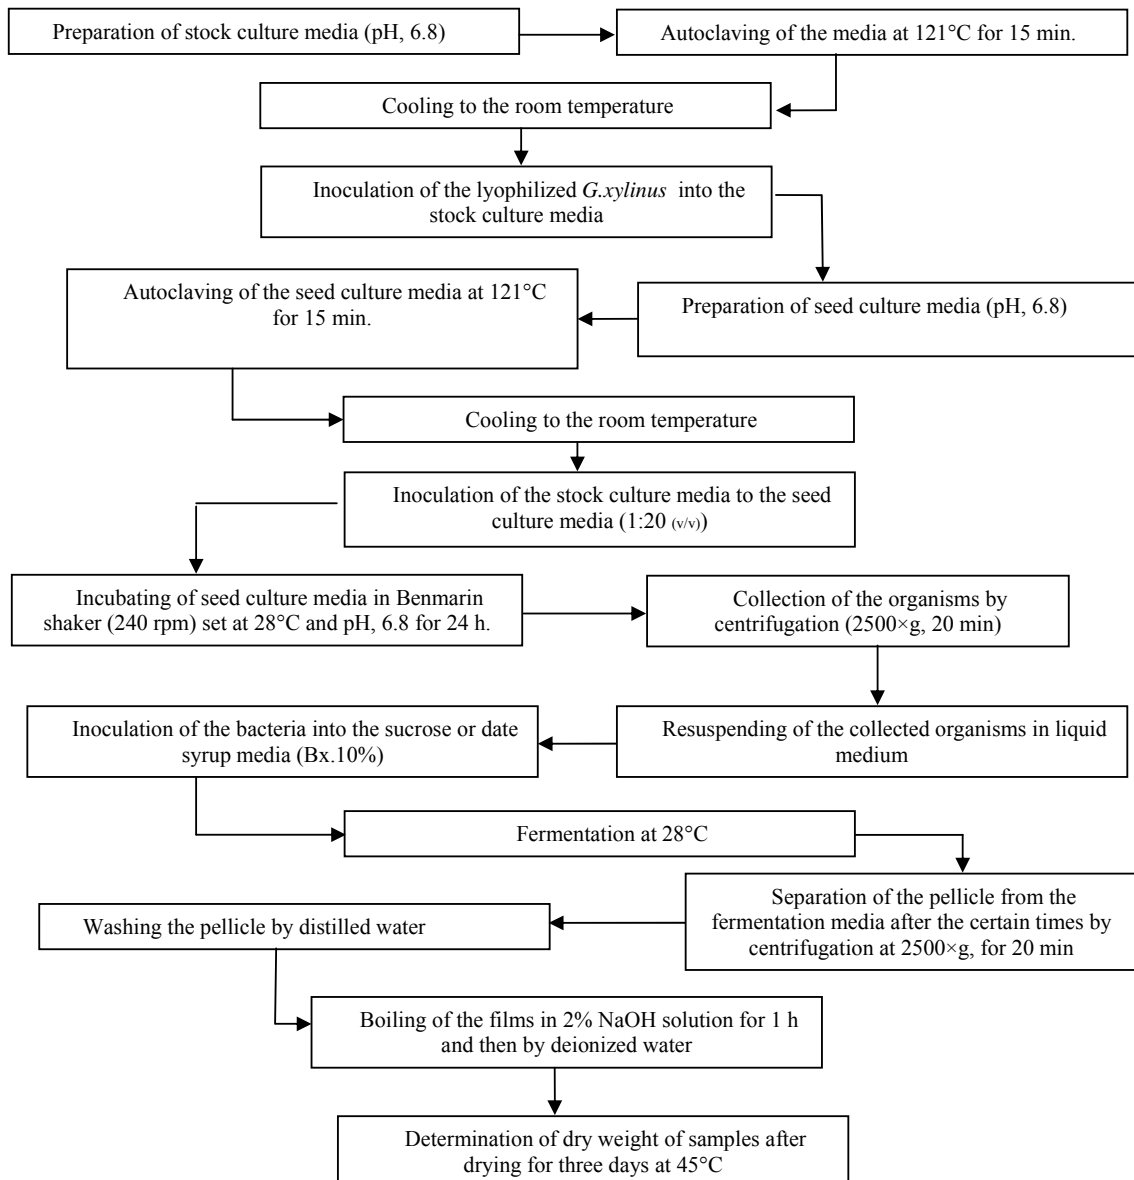 Preparation of stock culture media (pH, 6.8)
Autoclaving of the media at 121°C for 15 min.
Cooling to the room temperature
Inoculation of the lyophilized G.xylinus into the
stock culture media
Preparation of seed culture media (pH, 6.8)
Autoclaving of the seed culture media at 121°C
for 15 min.
Cooling to the room temperature
Inoculation of the stock culture media to the seed
culture media (1:20 (v/v))
Incubating of seed culture media in Benmarin
shaker (240 rpm) set at 28°C and pH, 6.8 for 24 h.
Collection of the organisms by
centrifugation (2500×g, 20 min)
Resuspending of the collected organisms in liquid
medium
Inoculation of the bacteria into the sucrose or date
syrup media (Bx.10%)
Fermentation at 28°C
Separation of the pellicle from the
fermentation media after the certain times by
centrifugation at 2500×g, for 20 min
Washing the pellicle by distilled water
Boiling of the films in 2% NaOH solution for 1 h
and then by deionized water
Determination of dry weight of samples after
drying for three days at 45°C